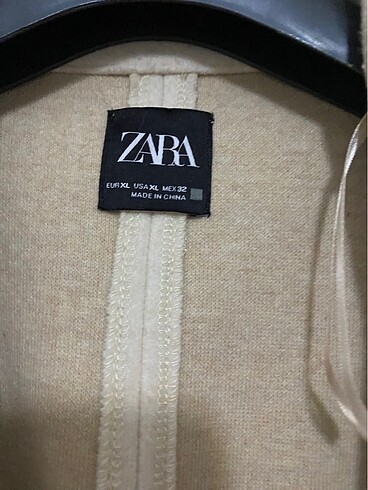 ZARA
EUR XL USA XL MEX 32
MADE IN CHINA